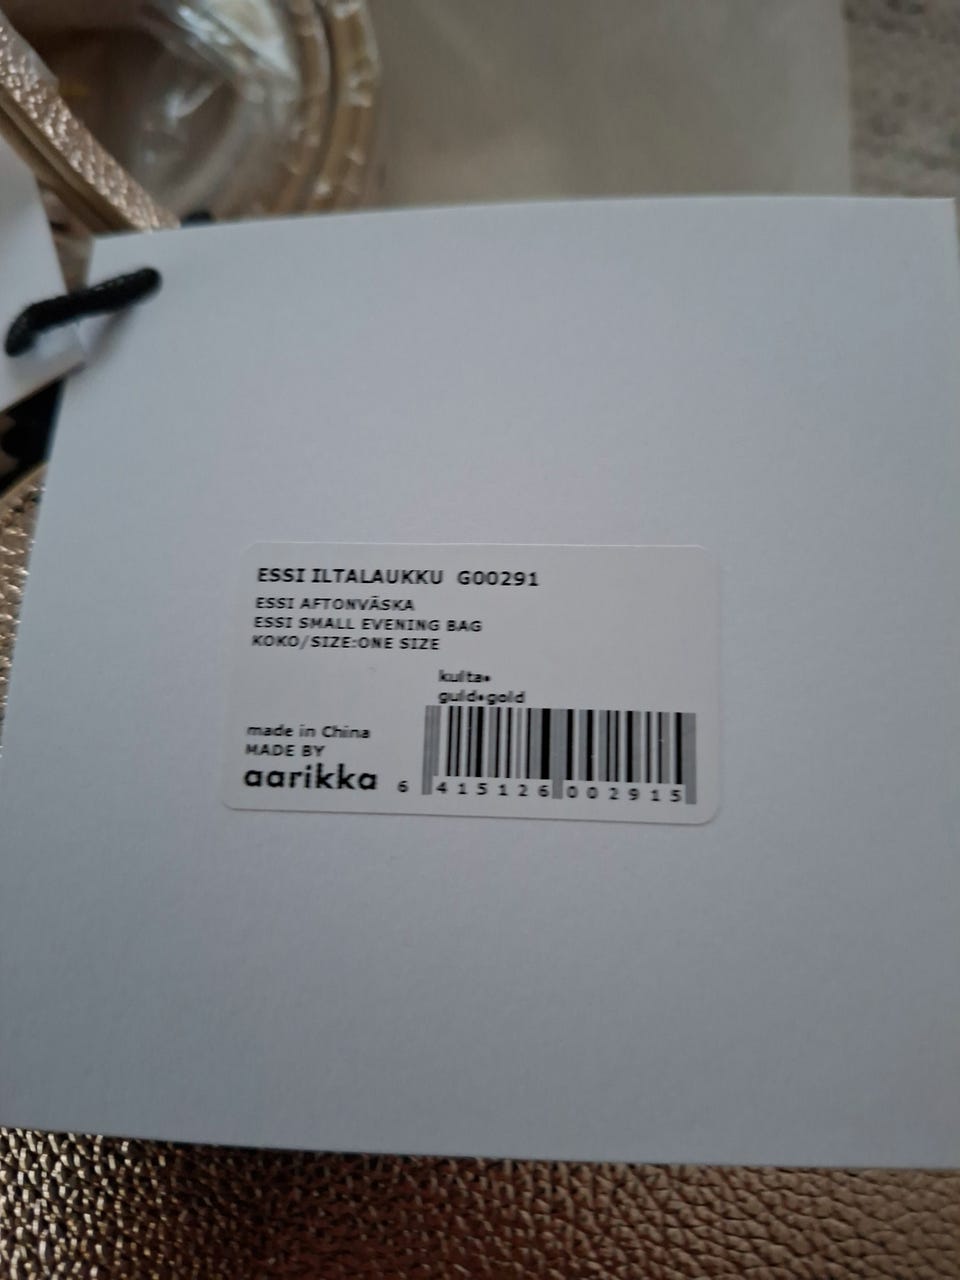 ESSI ILTALAUKKU G00291
ESSI AFTONVÄSKA
ESSI SMALL EVENING BAG
KOKO/SIZE:ONE SIZE
kulta•
guld•gold
made in China
MADE BY
aarikka
6 415126 002915